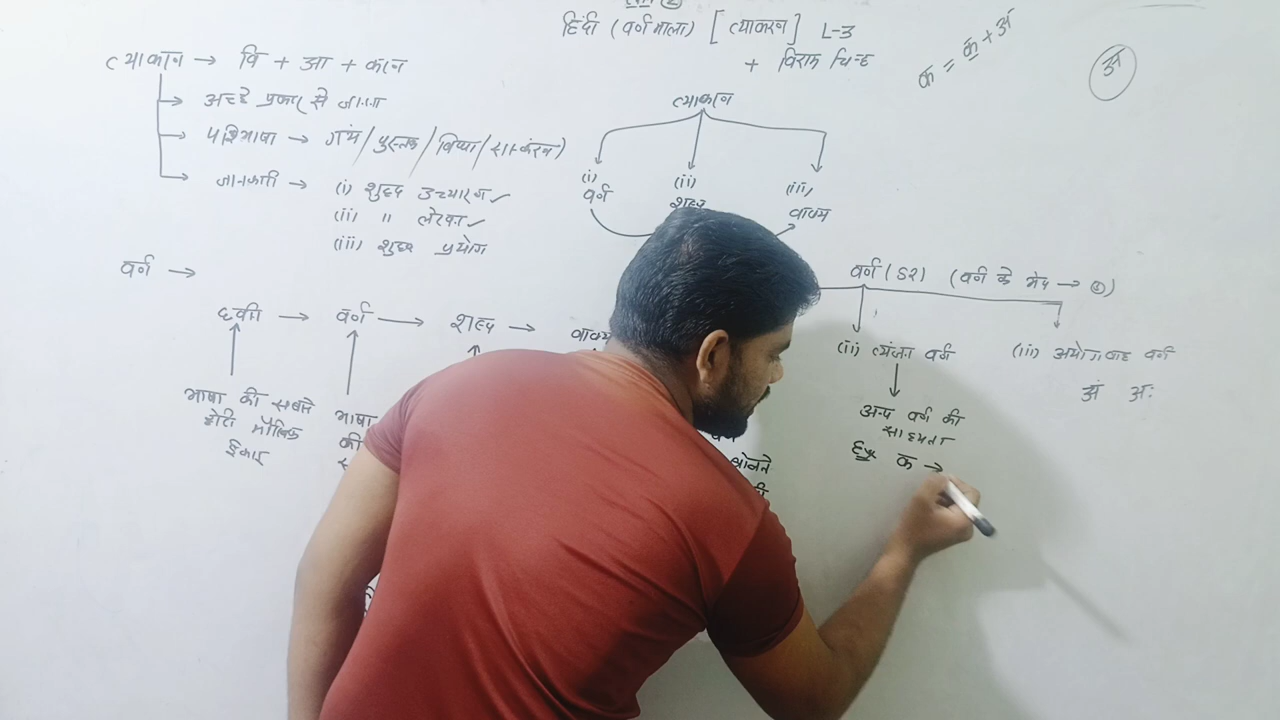 हिंदी (वर्णमाला) [व्याकरण] L-3
+ विराम चिन्ह
क = क् + अ
अ
व्याकरण → वि + आ + करण
→ अच्छे प्रकार से जानना
→ परिभाषा → ग्रंथ/पुस्तक/विद्या/
→ जानकारी → (i) शुद्ध उच्चारण ✓
(ii) " लेखन ✓
(iii) शुद्ध प्रयोग
व्याकरण
(i) वर्ण
(ii) शब्द
(iii) वाक्य
वर्ण →
ध्वनि → वर्ण → शब्द → वाक्य
भाषा की सबसे
छोटी मौखिक
इकाई
भाषा
की
वर्ण (52) (वर्ण के भेद →
(ii) व्यंजन वर्ण
(iii) अयोगवाह वर्ण
अं अः
अन्य वर्ण की
सहायता
Eg. क →
बोलने
की